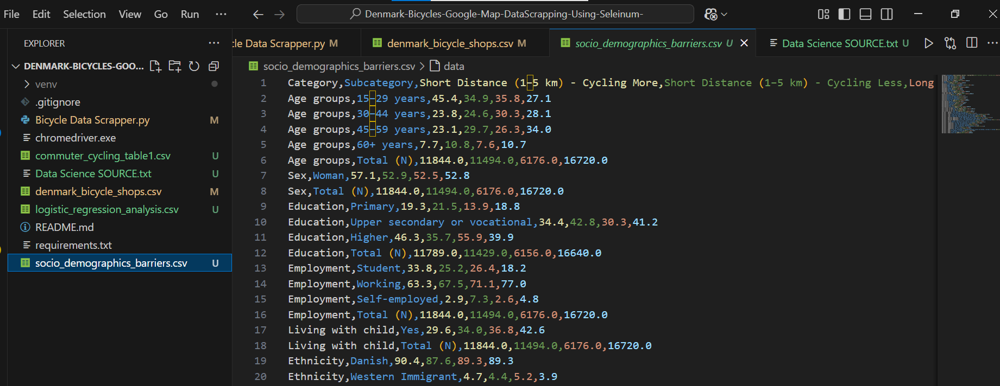 File Edit Selection View Go Run ···
Denmark-Bicycles-Google-Map-DataScrapping-Using-Seleinum-
EXPLORER
DENMARK-BICYCLES-GOO...
venv
.gitignore
Bicycle Data Scrapper.py M
chromedriver.exe
commuter_cycling_table1.csv U
Data Science SOURCE.txt U
denmark_bicycle_shops.csv M
logistic_regression_analysis.csv U
README.md
requirements.txt
socio_demographics_barriers.csv U
cle Data Scrapper.py M
denmark_bicycle_shops.csv M
socio_demographics_barriers.csv U
Data Science SOURCE.txt U
socio_demographics_barriers.csv > data
1 Category,Subcategory,Short Distance (1–5 km) - Cycling More,Short Distance (1–5 km) - Cycling Less,Long
2 Age groups,15–29 years,45.4,34.9,35.8,27.1
3 Age groups,30–44 years,23.8,24.6,30.3,28.1
4 Age groups,45–59 years,23.1,29.7,26.3,34.0
5 Age groups,60+ years,7.7,10.8,7.6,10.7
6 Age groups,Total (N),11844.0,11494.0,6176.0,16720.0
7 Sex,Woman,57.1,52.9,52.5,52.8
8 Sex,Total (N),11844.0,11494.0,6176.0,16720.0
9 Education,Primary,19.3,21.5,13.9,18.8
10 Education,Upper secondary or vocational,34.4,42.8,30.3,41.2
11 Education,Higher,46.3,35.7,55.9,39.9
12 Education,Total (N),11789.0,11429.0,6156.0,16640.0
13 Employment,Student,33.8,25.2,26.4,18.2
14 Employment,Working,63.3,67.5,71.1,77.0
15 Employment,Self-employed,2.9,7.3,2.6,4.8
16 Employment,Total (N),11844.0,11494.0,6176.0,16720.0
17 Living with child,Yes,29.6,34.0,36.8,42.6
18 Living with child,Total (N),11844.0,11494.0,6176.0,16720.0
19 Ethnicity,Danish,90.4,87.6,89.3,89.3
20 Ethnicity,Western Immigrant,4.7,4.4,5.2,3.9